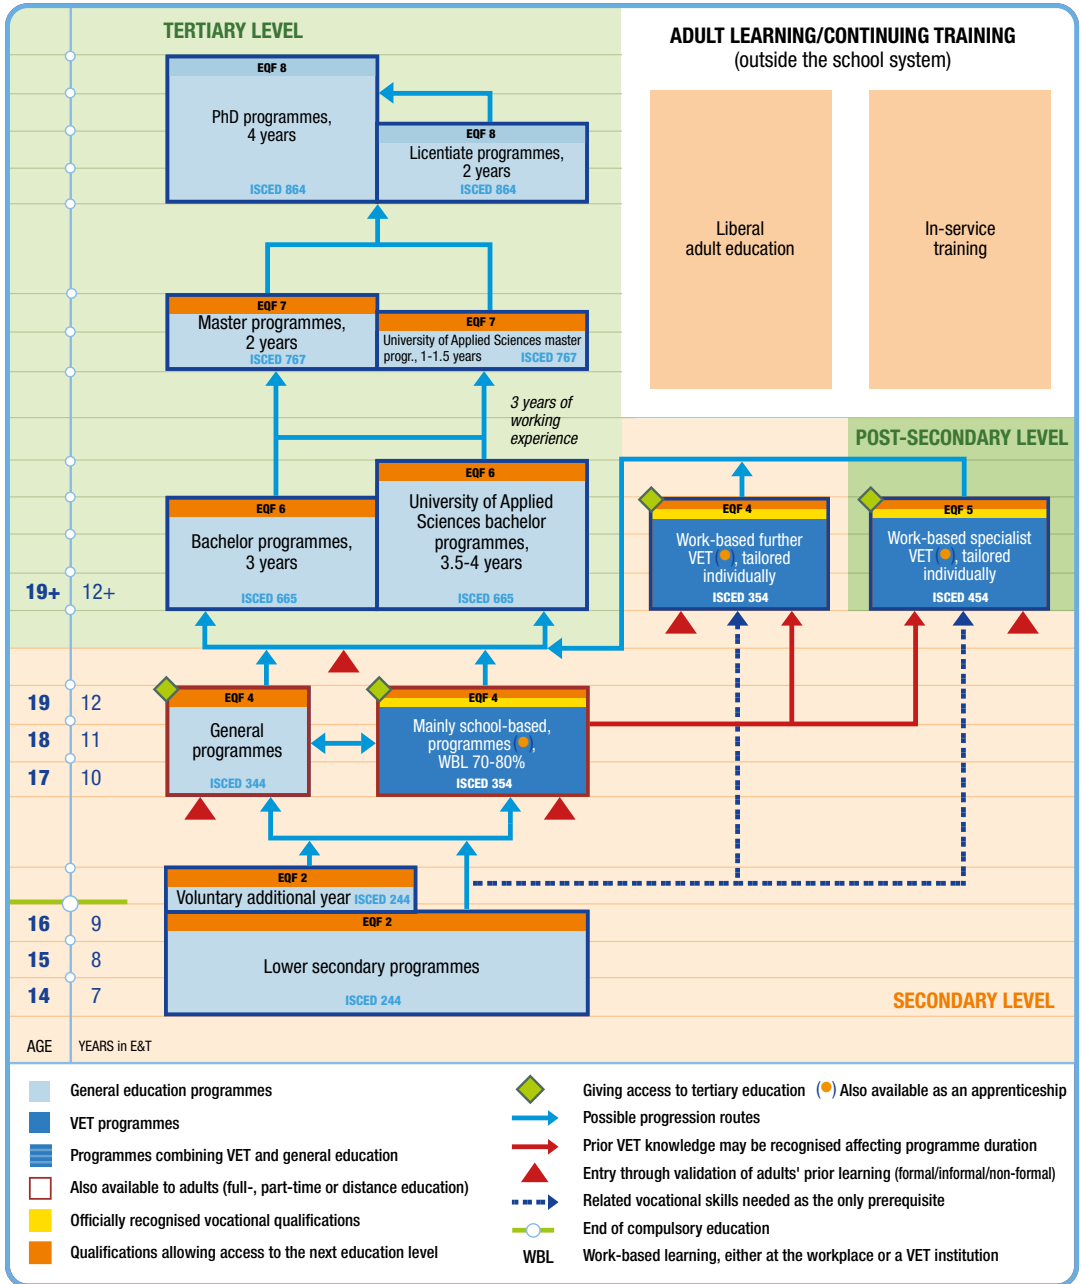 TERTIARY LEVEL
ADULT LEARNING/CONTINUING TRAINING
(outside the school system)
EQF 8
PhD programmes,
4 years
ISCED 864
EQF 8
Licentiate programmes,
2 years
ISCED 864
Liberal
adult education
In-service
training
EQF 7
Master programmes,
2 years
ISCED 767
EQF 7
University of Applied Sciences master
progr., 1-1.5 years ISCED 767
3 years of
working
experience
POST-SECONDARY LEVEL
EQF 6
Bachelor programmes,
3 years
ISCED 665
EQF 6
University of Applied
Sciences bachelor
programmes,
3.5-4 years
ISCED 665
EQF 4
Work-based further
VET ( ), tailored
individually
ISCED 354
EQF 5
Work-based specialist
VET ( ), tailored
individually
ISCED 454
19+ 12+
19 12
18 11
17 10
EQF 4
General
programmes
ISCED 344
EQF 4
Mainly school-based,
programmes ( ),
WBL 70-80%
ISCED 354
EQF 2
Voluntary additional year ISCED 244
EQF 2
Lower secondary programmes
ISCED 244
16 9
15 8
14 7
SECONDARY LEVEL
AGE YEARS in E&T
General education programmes
VET programmes
Programmes combining VET and general education
Also available to adults (full-, part-time or distance education)
Officially recognised vocational qualifications
Qualifications allowing access to the next education level
Giving access to tertiary education ( ) Also available as an apprenticeship
Possible progression routes
Prior VET knowledge may be recognised affecting programme duration
Entry through validation of adults' prior learning (formal/informal/non-formal)
Related vocational skills needed as the only prerequisite
End of compulsory education
WBL Work-based learning, either at the workplace or a VET institution